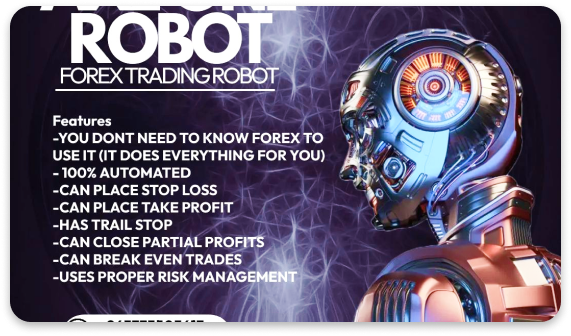 ROBOT
FOREX TRADING ROBOT
Features
-YOU DONT NEED TO KNOW FOREX TO
USE IT (IT DOES EVERYTHING FOR YOU)
- 100% AUTOMATED
-CAN PLACE STOP LOSS
-CAN PLACE TAKE PROFIT
-HAS TRAIL STOP
-CAN CLOSE PARTIAL PROFITS
-CAN BREAK EVEN TRADES
-USES PROPER RISK MANAGEMENT